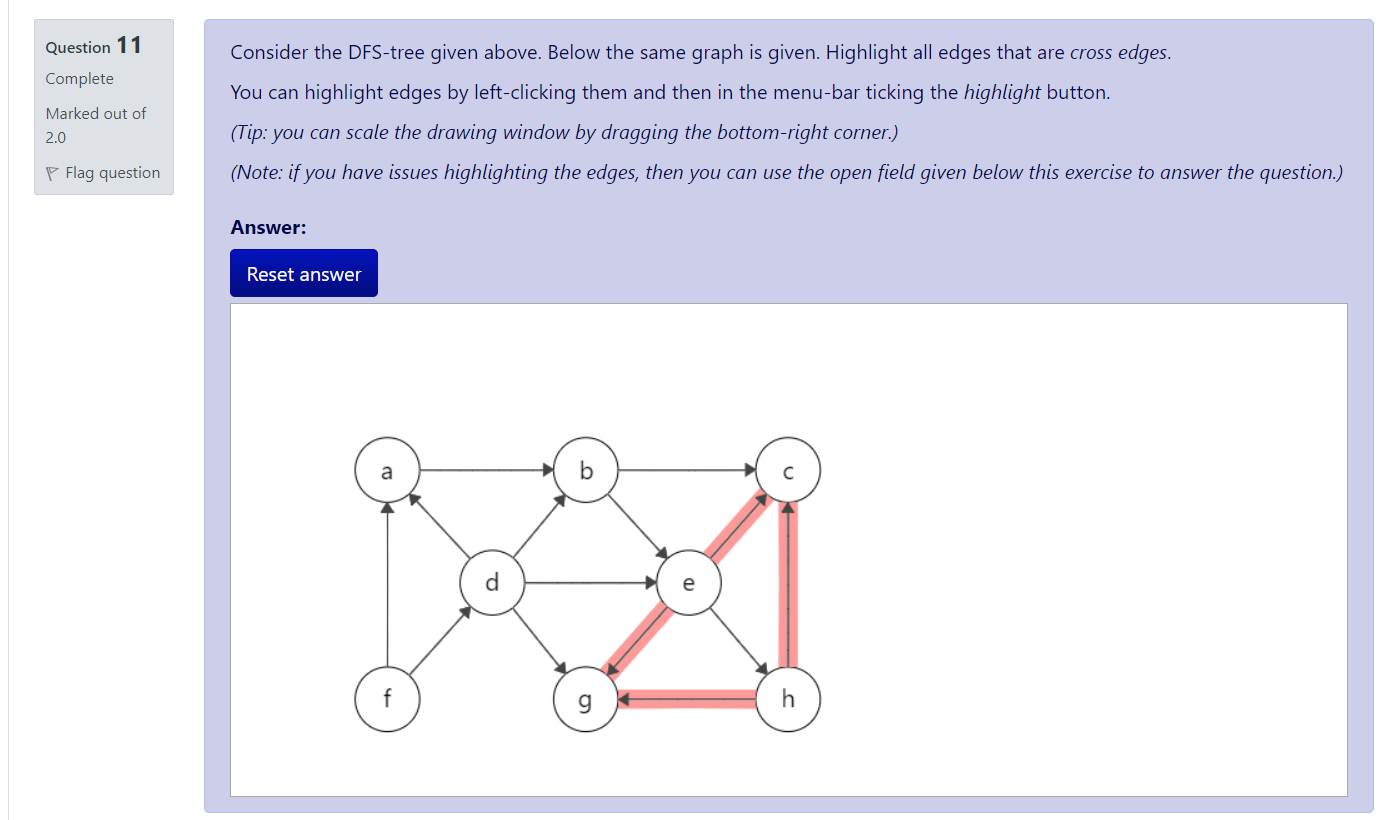 Question 11
Complete
Marked out of
2.0
Flag question
Consider the DFS-tree given above. Below the same graph is given. Highlight all edges that are cross edges.
You can highlight edges by left-clicking them and then in the menu-bar ticking the highlight button.
(Tip: you can scale the drawing window by dragging the bottom-right corner.)
(Note: if you have issues highlighting the edges, then you can use the open field given below this exercise to answer the question.)
Answer:
Reset answer
a b c
d e
f g h